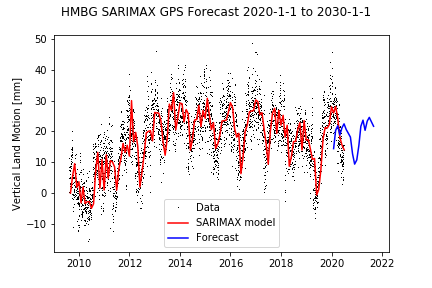 HMBG SARIMAX GPS Forecast 2020-1-1 to 2030-1-1
Vertical Land Motion [mm]
50
40
30
20
10
0
−10
Data
SARIMAX model
Forecast
2010 2012 2014 2016 2018 2020 2022